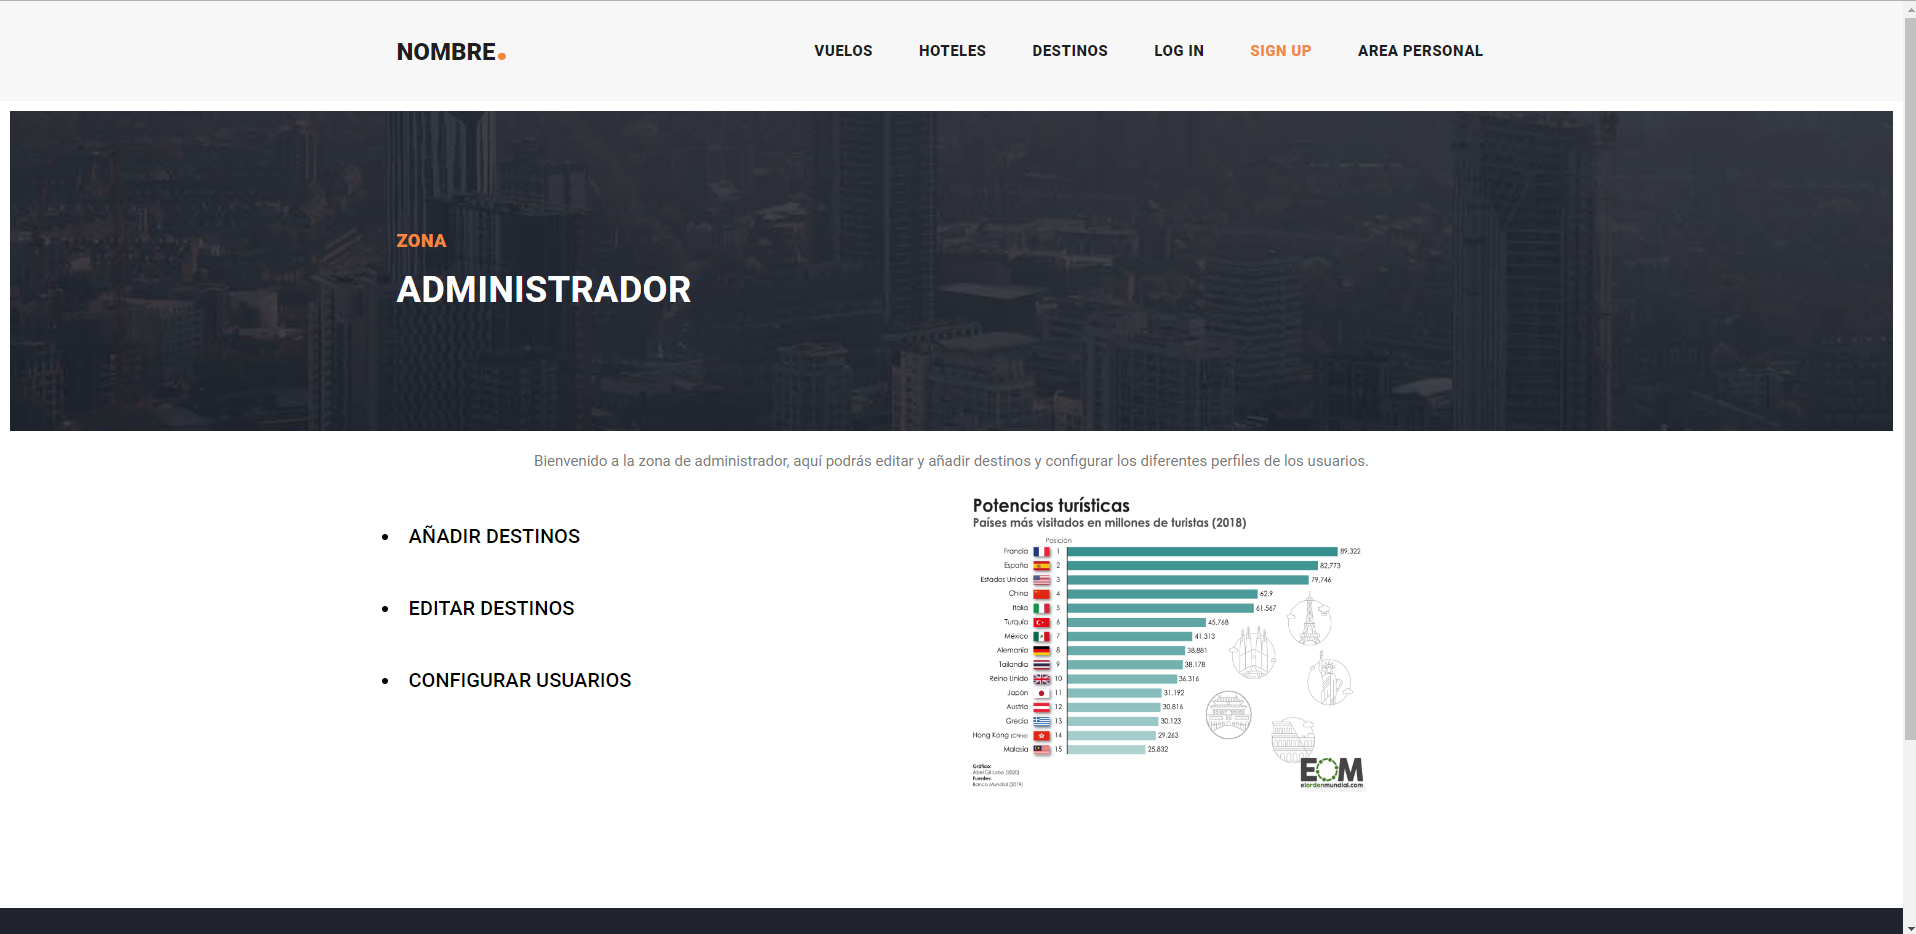 NOMBRE.
VUELOS HOTELES DESTINOS LOG IN SIGN UP AREA PERSONAL
ZONA
ADMINISTRADOR
Bienvenido a la zona de administrador, aquí podrás editar y añadir destinos y configurar los diferentes perfiles de los usuarios.
• AÑADIR DESTINOS
• EDITAR DESTINOS
• CONFIGURAR USUARIOS
Potencias turísticas
Países más visitados en millones de turistas (2018)
Posición
Francia 1 89,322
España 2 82,773
Estados Unidos 3 79,746
China 4 62,9
Italia 5 61,567
Turquía 6 45,768
México 7 41,313
Alemania 8 38,881
Tailandia 9 38,178
Reino Unido 10 36,316
Japón 11 31,192
Austria 12 30,816
Grecia 13 30,123
Hong Kong (China) 14 29,263
Malasia 15 25,832
Gráfico:
Abel Gil Lobo (2020)
Fuentes:
Banco Mundial (2019)
EOM
elordenmundial.com